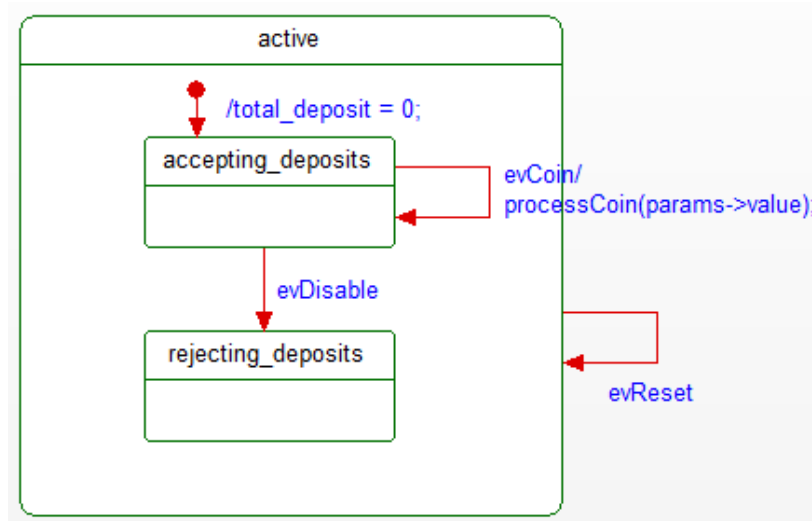 active
/total_deposit = 0;
accepting_deposits
evCoin/
processCoin(params->value);
evDisable
rejecting_deposits
evReset